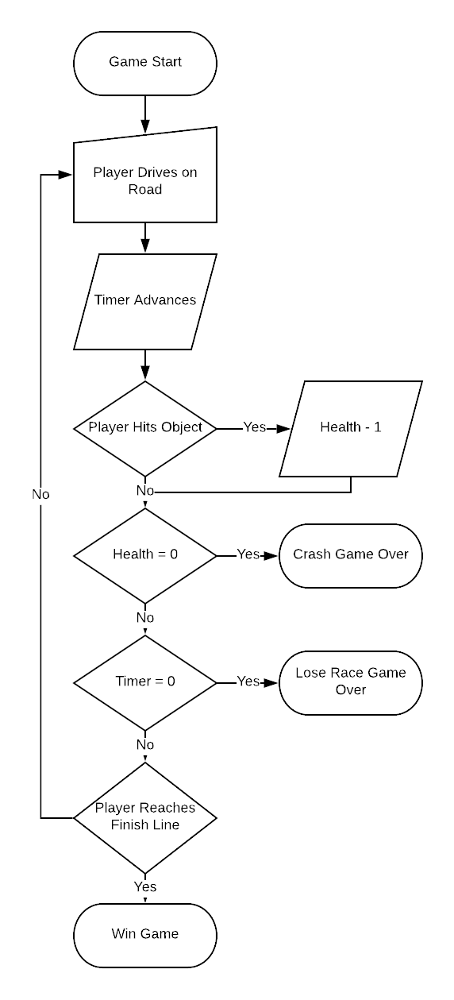 Game Start
Player Drives on
Road
Timer Advances
Player Hits Object
Yes
Health - 1
No
Health = 0
Yes
Crash Game Over
No
Timer = 0
Yes
Lose Race Game
Over
No
Player Reaches
Finish Line
No
Yes
Win Game